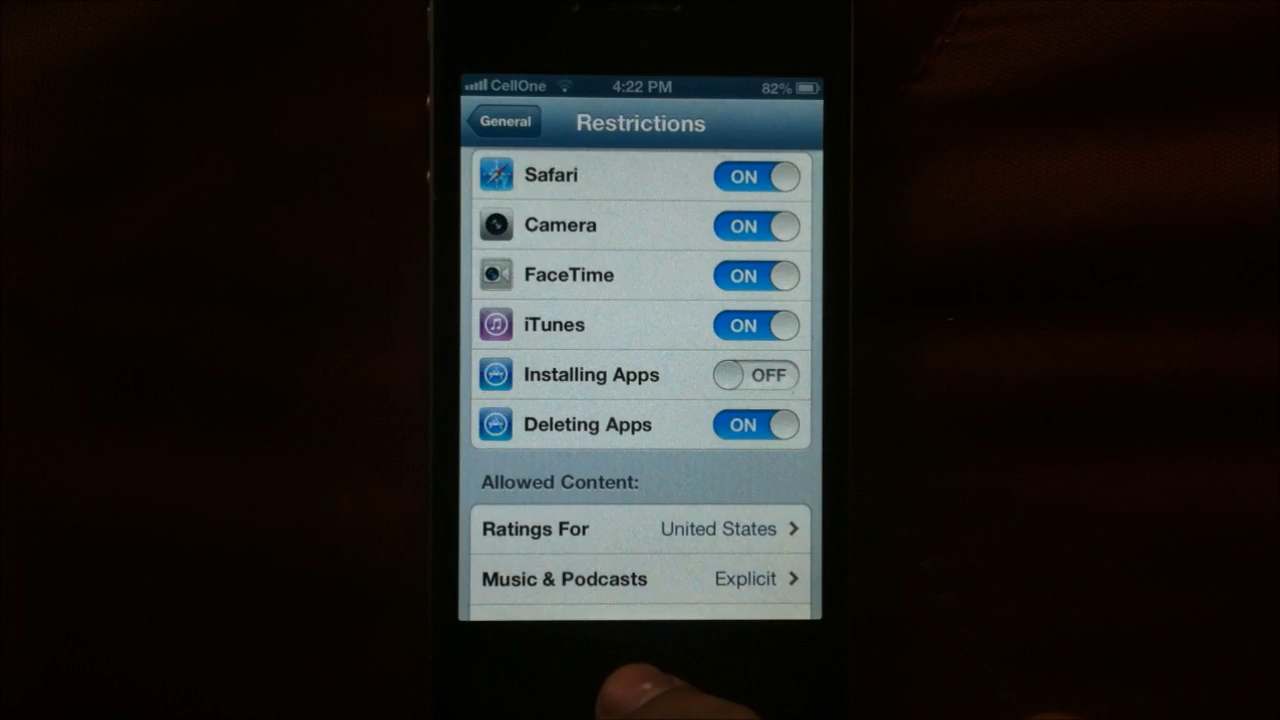 CellOne 4:22 PM 82%
General Restrictions
Safari ON
Camera ON
FaceTime ON
iTunes ON
Installing Apps OFF
Deleting Apps ON
Allowed Content:
Ratings For United States
Music & Podcasts Explicit